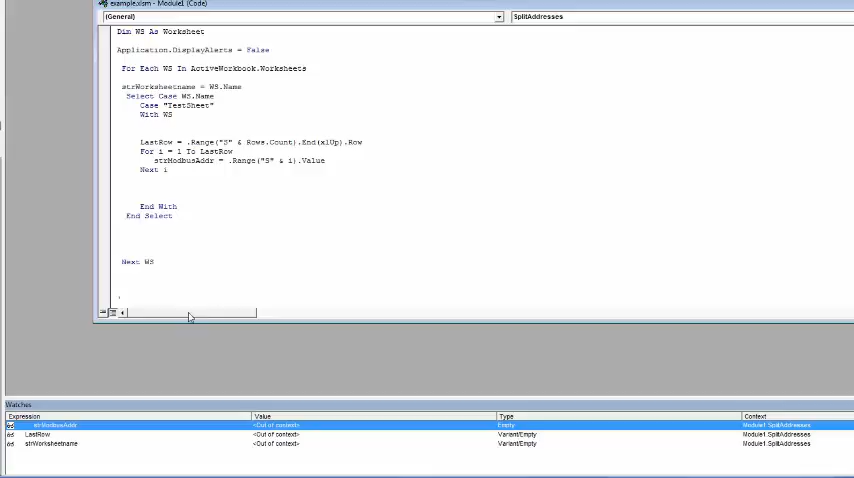 example.xlsm - Module1 (Code)
(General) SplitAddresses
Dim WS As Worksheet
Application.DisplayAlerts = False
For Each WS In ActiveWorkbook.Worksheets
strWorksheetname = WS.Name
Select Case WS.Name
Case "TestSheet"
With WS
LastRow = .Range("S" & Rows.Count).End(xlUp).Row
For i = 1 To LastRow
strModbusAddr = .Range("S" & i).Value
Next i
End With
End Select
Next WS
'
Watches
Expression Value Type Context
strModbusAddr <Out of context> Empty Module1.SplitAddresses
LastRow <Out of context> Variant/Empty Module1.SplitAddresses
strWorksheetname <Out of context> Variant/Empty Module1.SplitAddresses